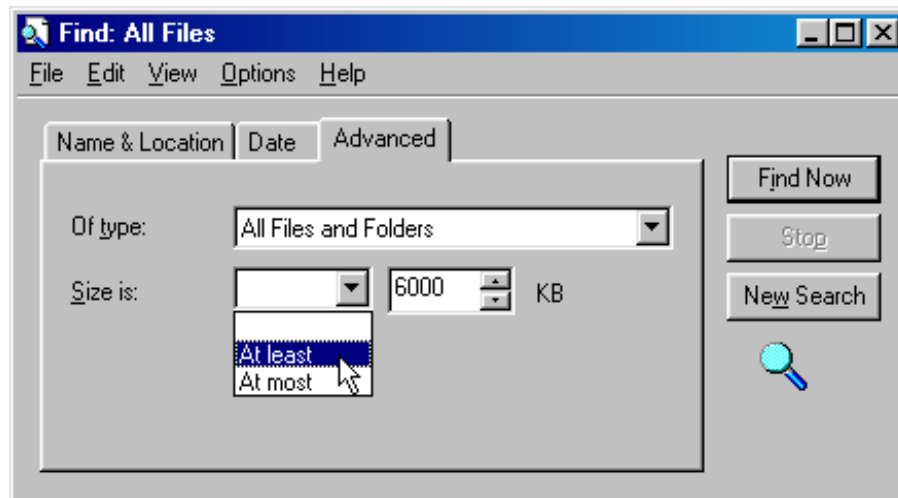 Find: All Files
File Edit View Options Help
Name & Location Date Advanced
Find Now
Of type: All Files and Folders
Stop
Size is: 6000 KB
New Search
At least
At most